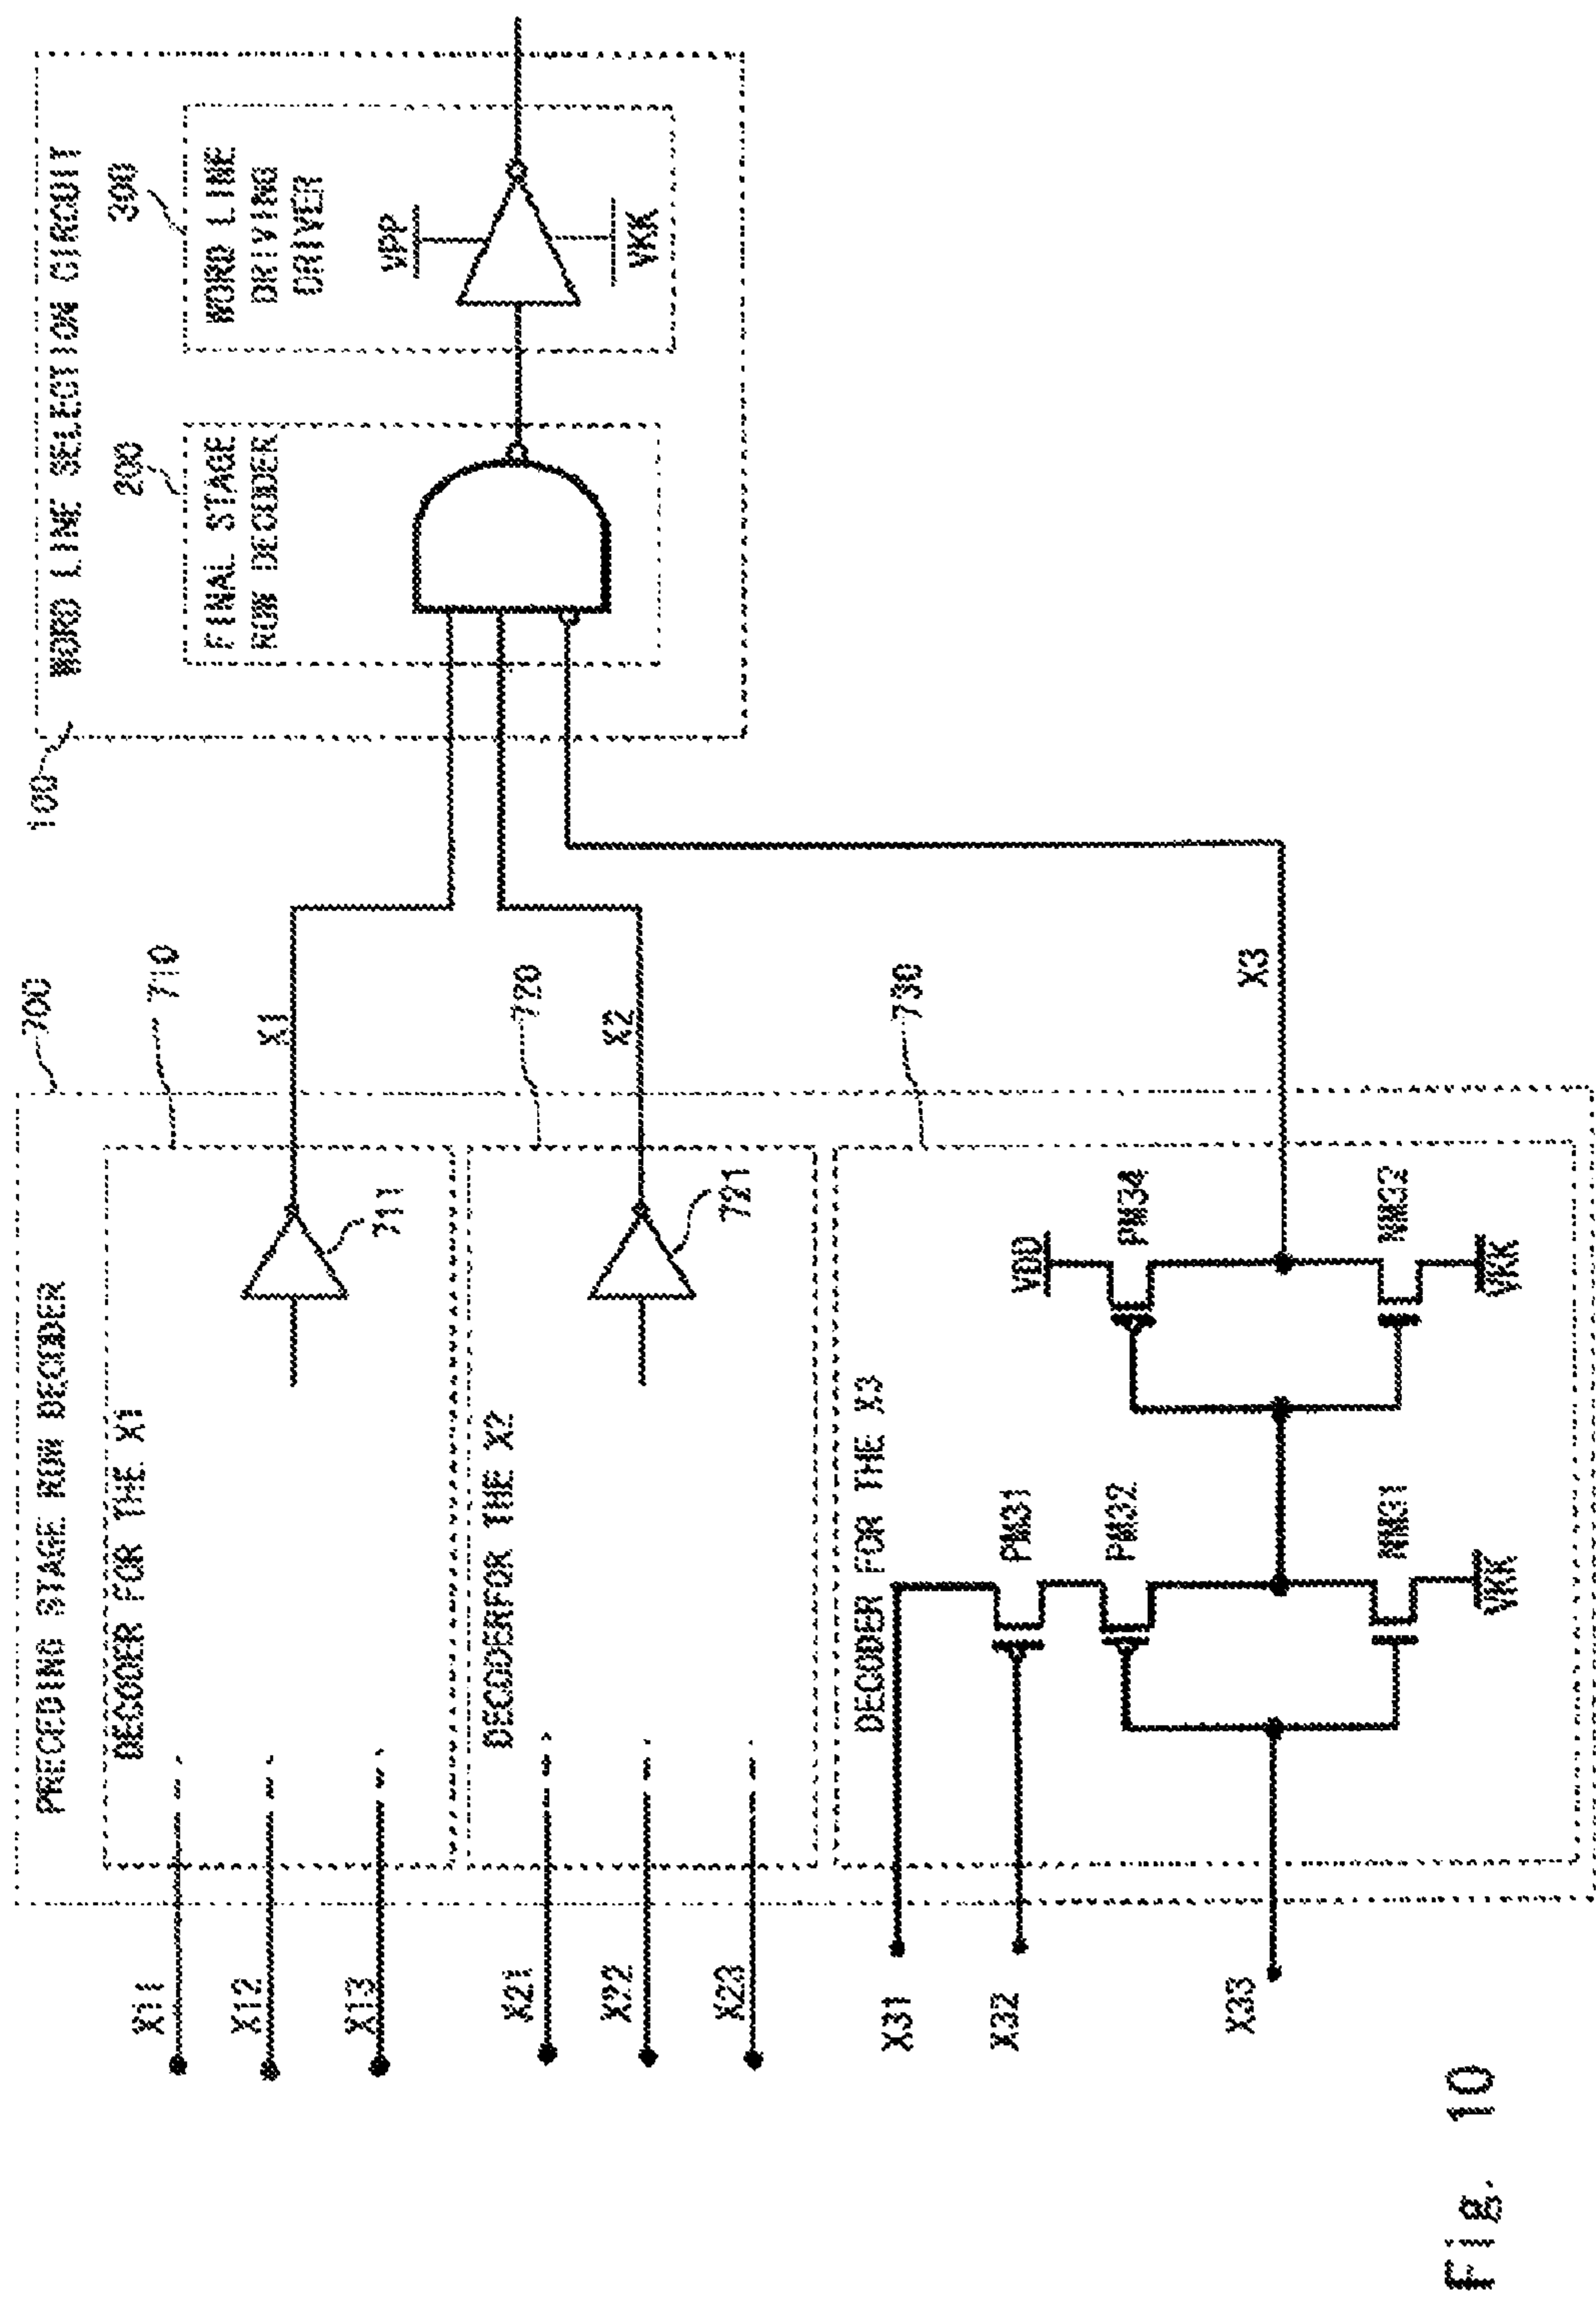 WORD LINE SELECTION CIRCUIT
100
200
FINAL STAGE
ROW DECODER
300
WORD LINE
DRIVING
DRIVER
VPP
VKK
700
PRECEDING STAGE ROW DECODER
710
DECODER FOR THE X1
711
X1
X11
X12
X13
720
DECODERFOR THE X2
721
X2
X21
X22
X23
730
DECODER FOR THE X3
X3
X31
X32
X33
PM31
PM32
NM31
VKK
VDD
PM34
NM32
VKK
Fig. 10